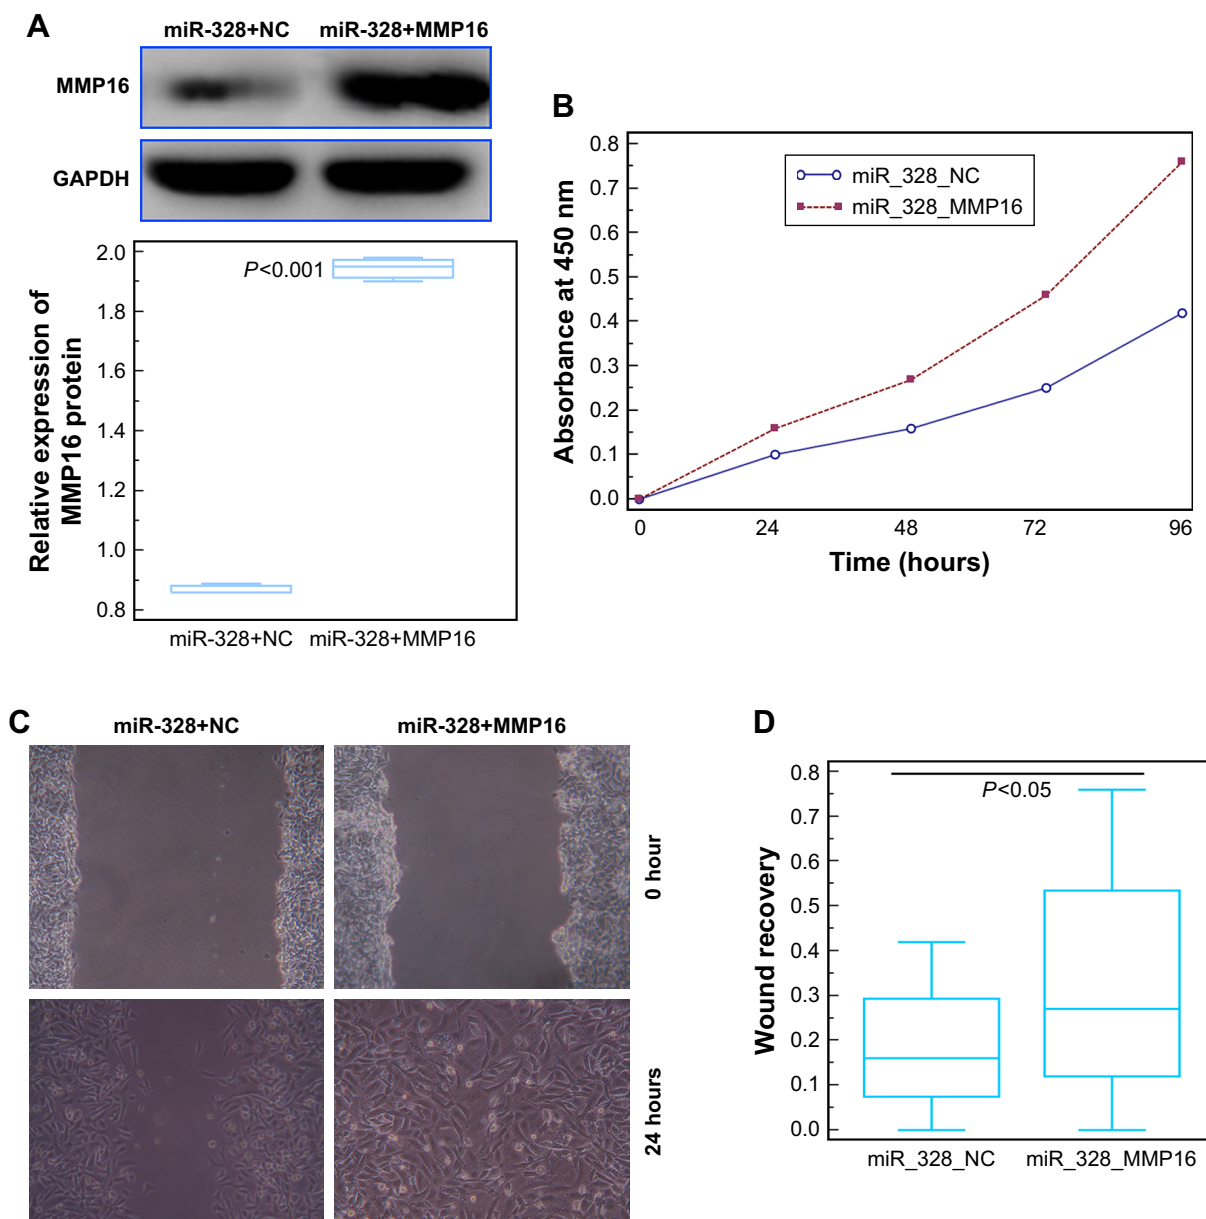 A
miR-328+NC miR-328+MMP16
MMP16
GAPDH
Relative expression of
MMP16 protein
2.0
1.8
1.6
1.4
1.2
1.0
0.8
P<0.001
miR-328+NC miR-328+MMP16
B
Absorbance at 450 nm
0.8
0.7
0.6
0.5
0.4
0.3
0.2
0.1
0.0
miR_328_NC
miR_328_MMP16
0 24 48 72 96
Time (hours)
C
miR-328+NC miR-328+MMP16
0 hour
24 hours
D
Wound recovery
0.8
0.7
0.6
0.5
0.4
0.3
0.2
0.1
0.0
P<0.05
miR_328_NC miR_328_MMP16